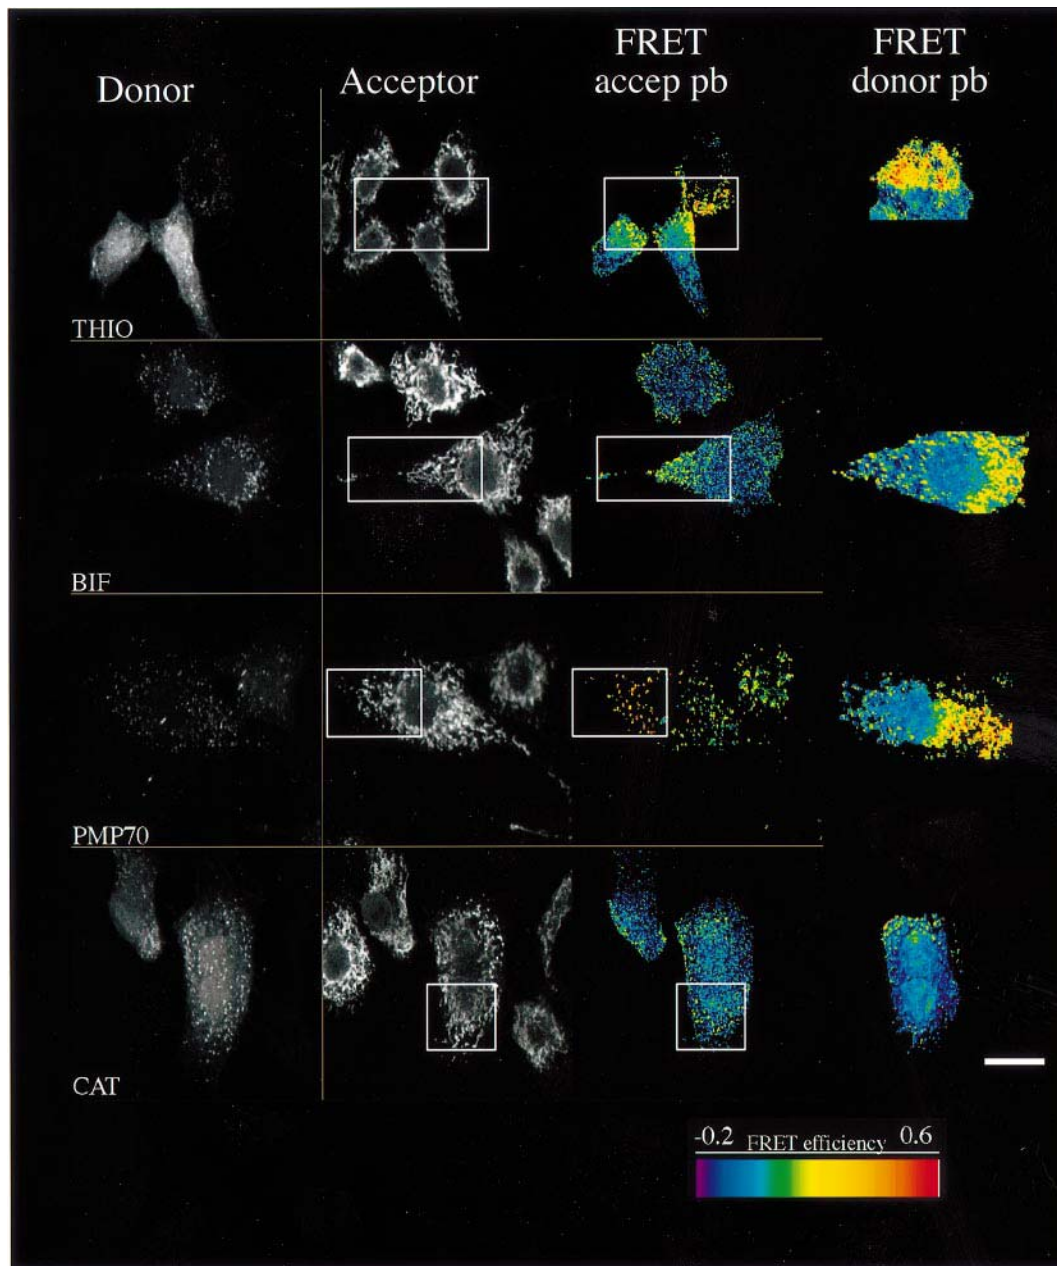 Donor
Acceptor
FRET
accep pb
FRET
donor pb
THIO
BIF
PMP70
CAT
-0.2 FRET efficiency 0.6